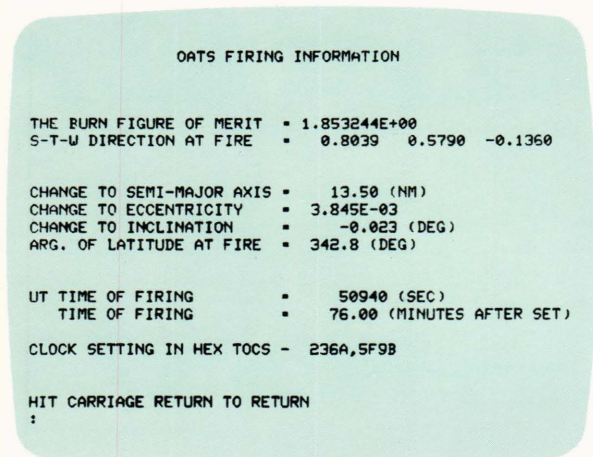 OATS FIRING INFORMATION
THE BURN FIGURE OF MERIT = 1.853244E+00
S-T-W DIRECTION AT FIRE = 0.8039 0.5790 -0.1360
CHANGE TO SEMI-MAJOR AXIS = 13.50 (NM)
CHANGE TO ECCENTRICITY = 3.845E-03
CHANGE TO INCLINATION = -0.023 (DEG)
ARG. OF LATITUDE AT FIRE = 342.8 (DEG)
UT TIME OF FIRING = 50940 (SEC)
TIME OF FIRING = 76.00 (MINUTES AFTER SET)
CLOCK SETTING IN HEX TOCS - 236A,5F9B
HIT CARRIAGE RETURN TO RETURN
: